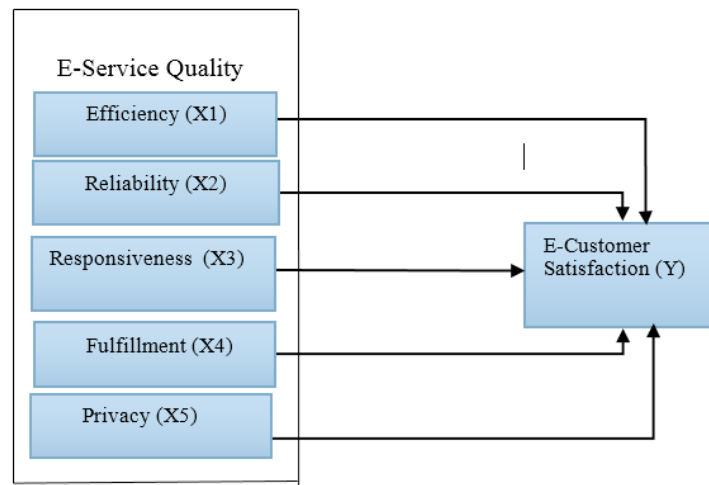 E-Service Quality
Efficiency (X1)
Reliability (X2)
Responsiveness (X3)
Fulfillment (X4)
Privacy (X5)
E-Customer
Satisfaction (Y)